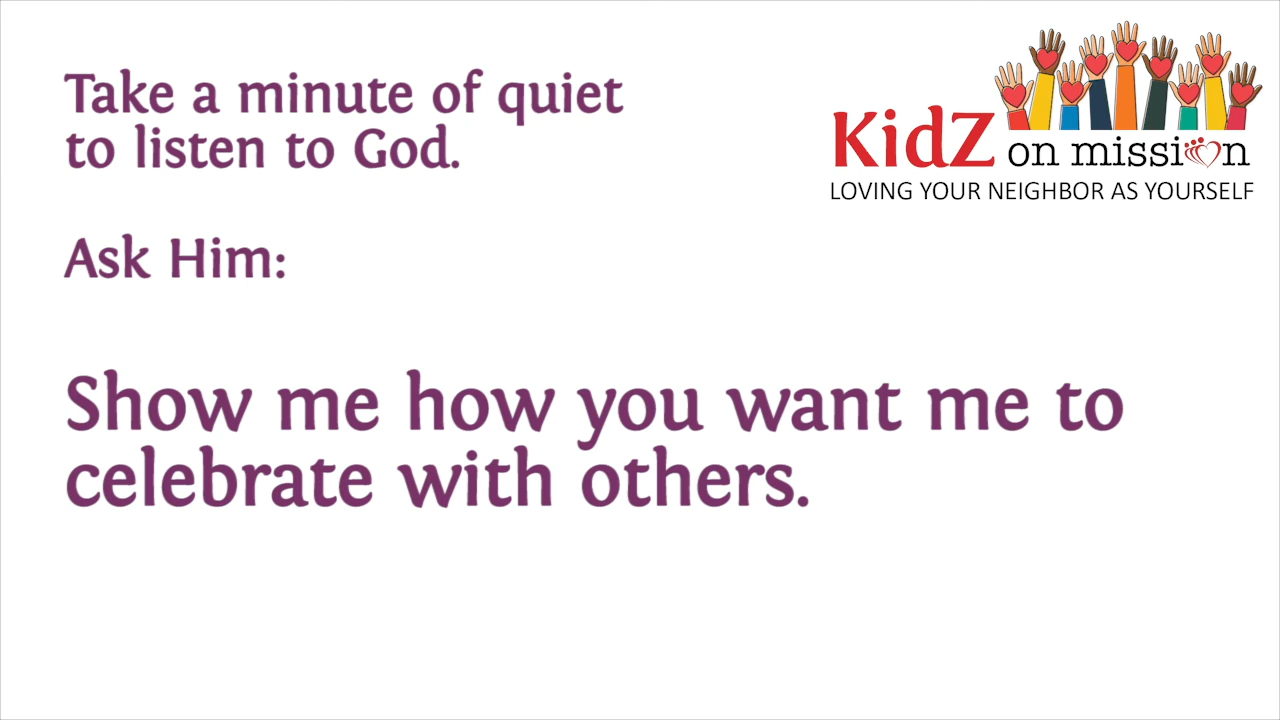 Take a minute of quiet
to listen to God.
Ask Him:
Show me how you want me to
celebrate with others.
KidZ on mission
LOVING YOUR NEIGHBOR AS YOURSELF